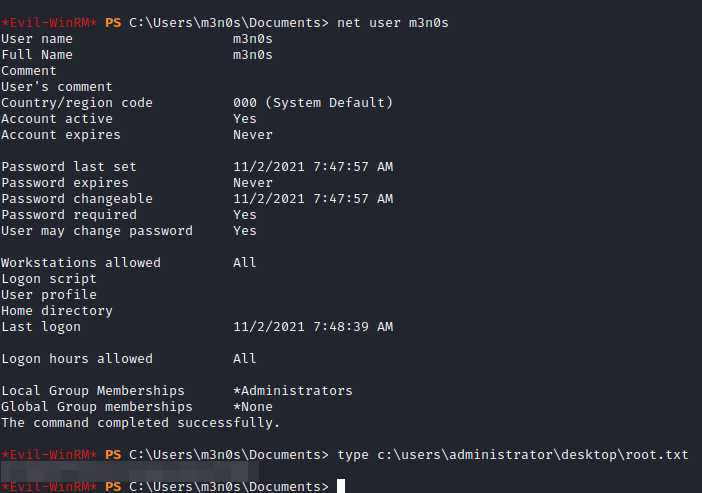 *Evil-WinRM* PS C:\Users\m3n0s\Documents> net user m3n0s
User name                    m3n0s
Full Name                    m3n0s
Comment
User's comment
Country/region code          000 (System Default)
Account active               Yes
Account expires              Never

Password last set            11/2/2021 7:47:57 AM
Password expires             Never
Password changeable          11/2/2021 7:47:57 AM
Password required            Yes
User may change password     Yes

Workstations allowed         All
Logon script
User profile
Home directory
Last logon                   11/2/2021 7:48:39 AM

Logon hours allowed          All

Local Group Memberships      *Administrators
Global Group memberships     *None
The command completed successfully.

*Evil-WinRM* PS C:\Users\m3n0s\Documents> type c:\users\administrator\desktop\root.txt
*Evil-WinRM* PS C:\Users\m3n0s\Documents>